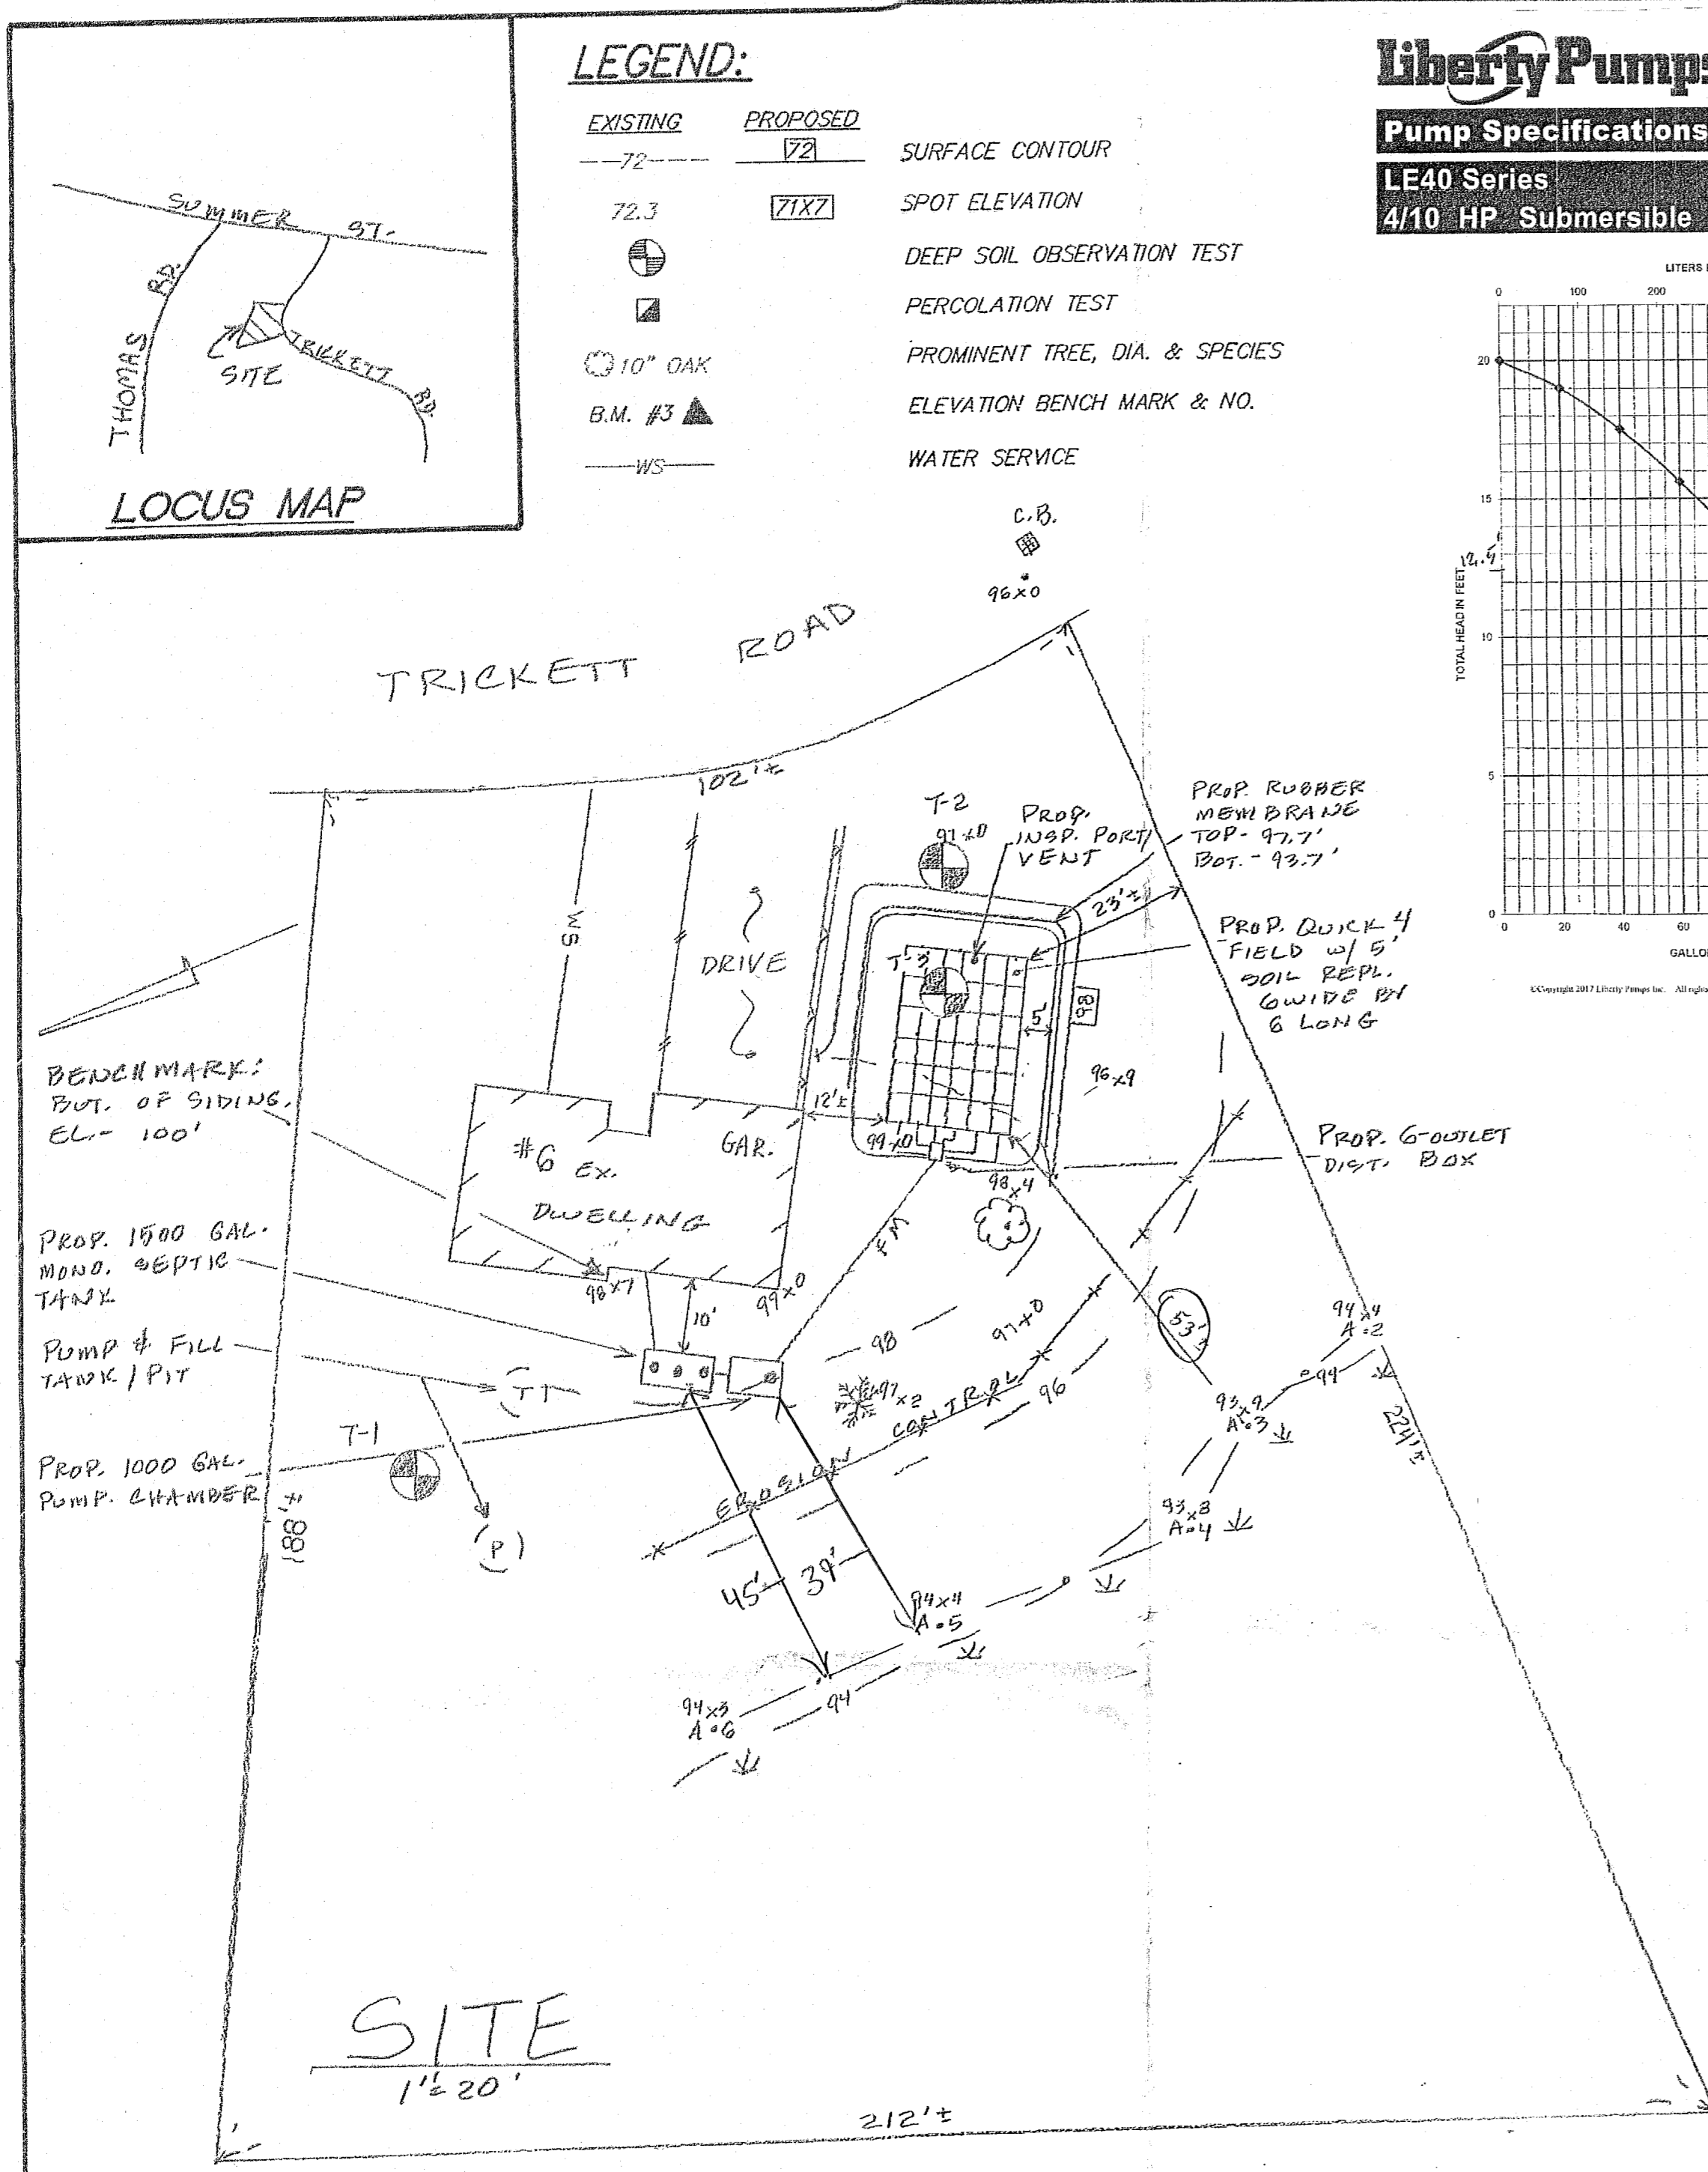 LEGEND:
EXISTING PROPOSED
72 72 SURFACE CONTOUR
72.3 71X7 SPOT ELEVATION
DEEP SOIL OBSERVATION TEST
PERCOLATION TEST
10" OAK PROMINENT TREE, DIA. & SPECIES
B.M. #3 ELEVATION BENCH MARK & NO.
WS WATER SERVICE
SUMMER ST.
THOMAS RD.
SITE
TRICKETT RD.
LOCUS MAP
Liberty Pumps
Pump Specifications
LE40 Series
4/10 HP Submersible
LITERS
0 100 200
20
15
12.5'
10
5
0
TOTAL HEAD IN FEET
0 20 40 60
GALLO
©Copyright 2017 Liberty Pumps Inc. All rights
C.B.
96x0
TRICKETT ROAD
102'±
T-2
97x0
PROP.
INSP. PORT/
VENT
PROP. RUBBER
MEMBRANE
TOP- 97.7'
BOT.- 93.7'
23'±
WS
DRIVE
T-3
5'
98
PROP. QUICK 4
FIELD W/ 5'
SOIL REPL.
6 WIDE BY
6 LONG
96x9
BENCHMARK:
BOT. OF SIDING.
EL.- 100'
#6 EX.
DWELLING
GAR.
12'±
99x0
98x4
PROP. 6-OUTLET
DIST. BOX
FM
PROP. 1500 GAL.
MONO. SEPTIC
TANK
98x7
10'
99x0
PUMP & FILL
TANK / PIT
(T)
98
97x0
53'±
94x4
A•2
97x2
96
94
93x9
A•3
224'±
T-1
EROSION CONTROL
PROP. 1000 GAL.
PUMP. CHAMBER
188'±
(P)
93x8
A•4
45'
39'
94x4
A•5
94x3
A•6
94
SITE
1"=20'
212'±